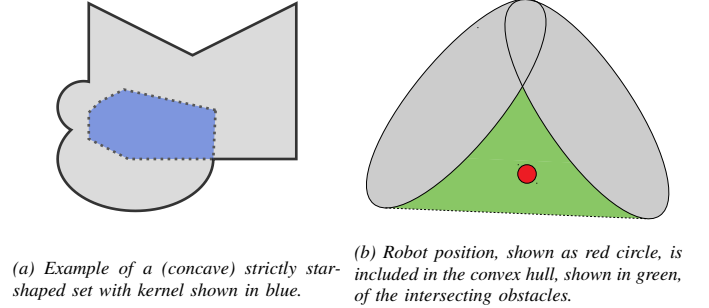 (a) Example of a (concave) strictly star-
shaped set with kernel shown in blue.
(b) Robot position, shown as red circle, is
included in the convex hull, shown in green,
of the intersecting obstacles.